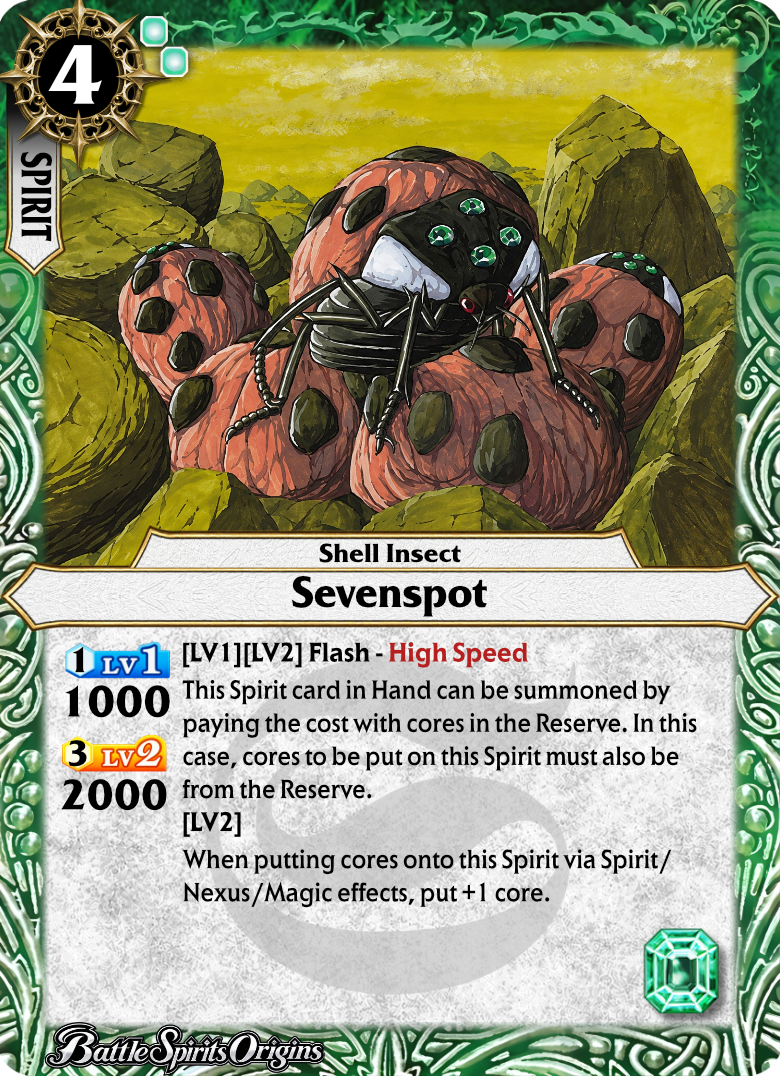 4
SPIRIT
Shell Insect
Sevenspot
1 LV1
1000
3 LV2
2000
[LV1][LV2] Flash - High Speed
This Spirit card in Hand can be summoned by
paying the cost with cores in the Reserve. In this
case, cores to be put on this Spirit must also be
from the Reserve.
[LV2]
When putting cores onto this Spirit via Spirit/
Nexus/Magic effects, put +1 core.
Battle Spirits Origins